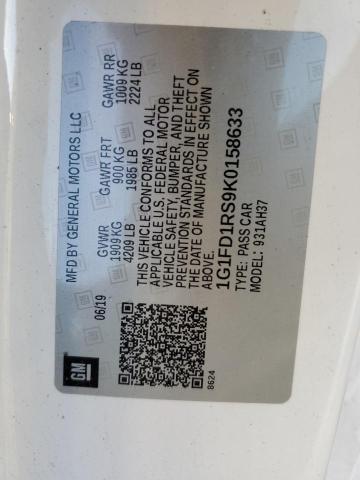 GM
06/19
MFD BY GENERAL MOTORS LLC
GVWR GAWR FRT GAWR RR
1909 KG 900 KG 1009 KG
4209 LB 1985 LB 2224 LB
THIS VEHICLE CONFORMS TO ALL
APPLICABLE U.S. FEDERAL MOTOR
VEHICLE SAFETY, BUMPER, AND THEFT
PREVENTION STANDARDS IN EFFECT ON
THE DATE OF MANUFACTURE SHOWN
ABOVE.
1G1FD1RS9K0158633
TYPE: PASS CAR
MODEL: 931AH37
8624